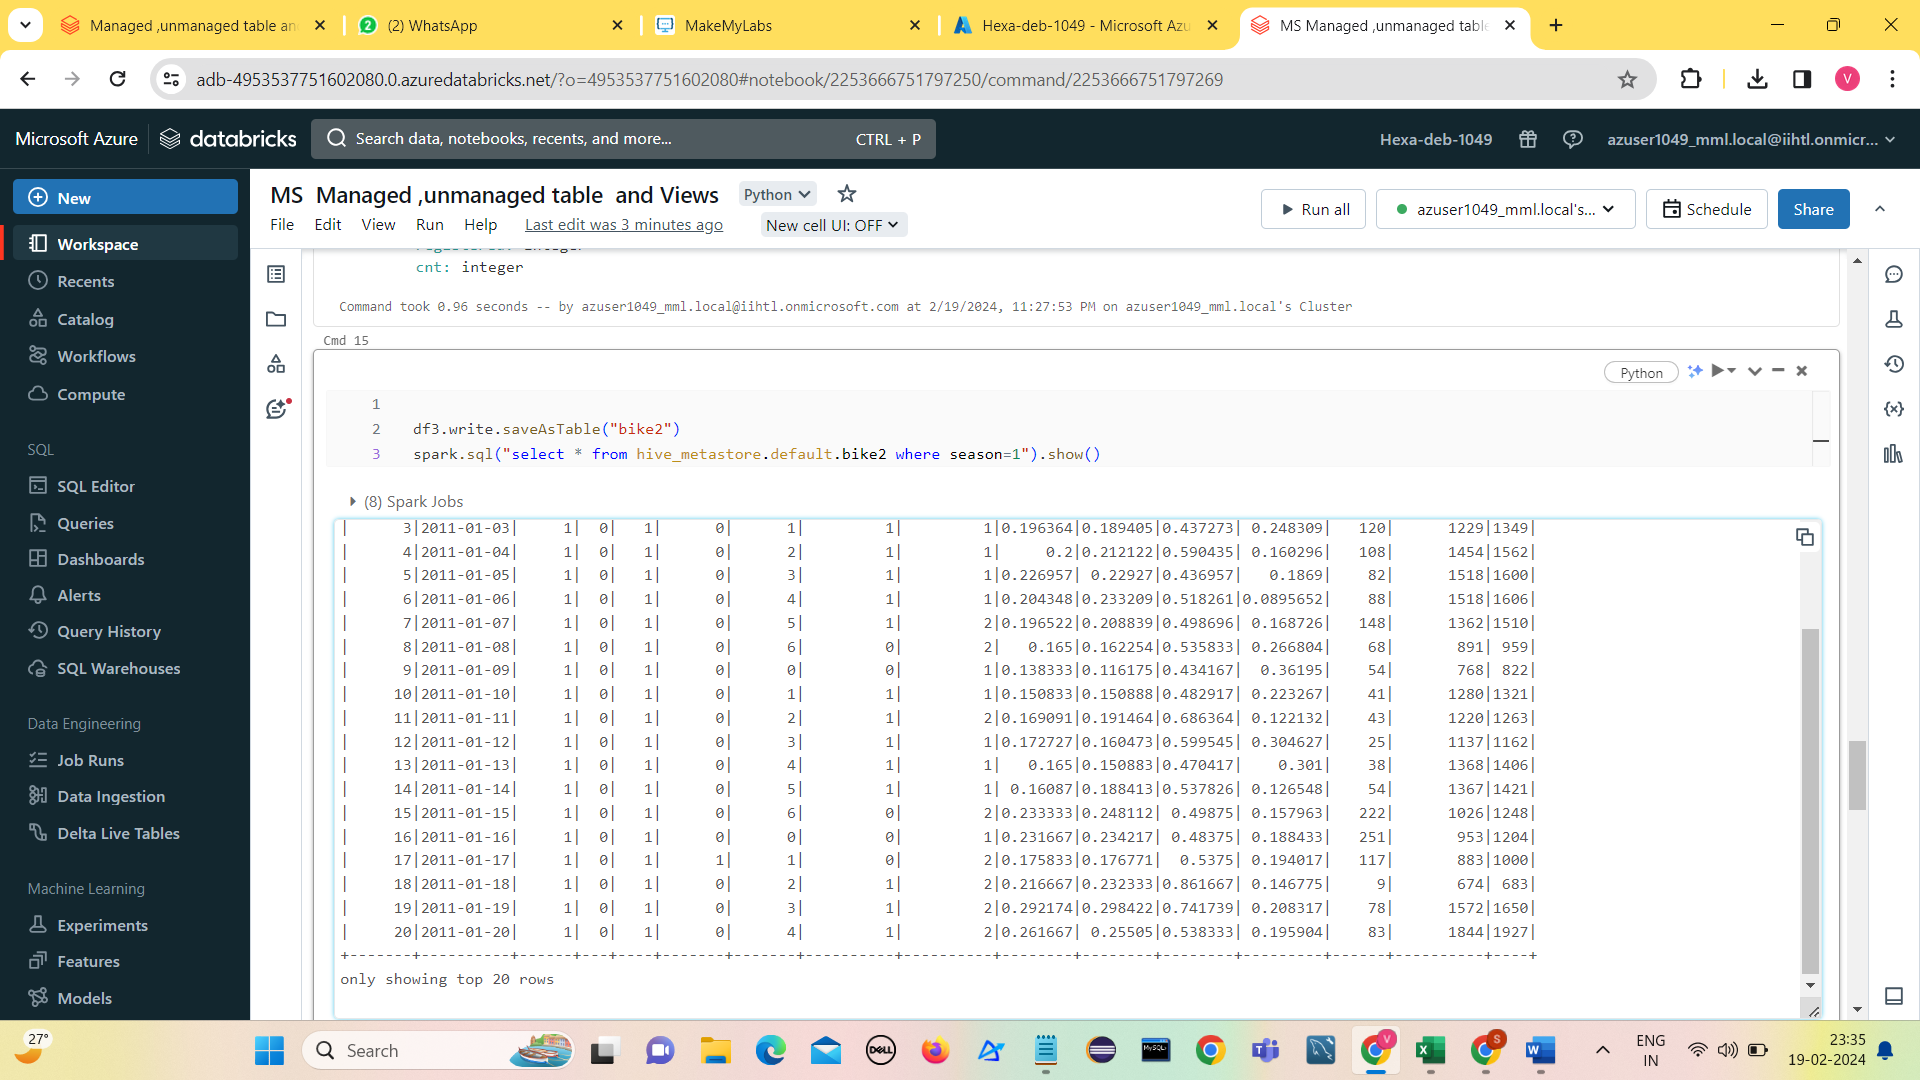 Managed ,unmanaged table an
(2) WhatsApp
MakeMyLabs
Hexa-deb-1049 - Microsoft Azu
MS Managed ,unmanaged table
adb-4953537751602080.0.azuredatabricks.net/?o=4953537751602080#notebook/2253666751797250/command/2253666751797269
V
Microsoft Azure
databricks
Search data, notebooks, recents, and more...
CTRL + P
Hexa-deb-1049
azuser1049_mml.local@iihtl.onmicr...
New
Workspace
Recents
Catalog
Workflows
Compute
SQL
SQL Editor
Queries
Dashboards
Alerts
Query History
SQL Warehouses
Data Engineering
Job Runs
Data Ingestion
Delta Live Tables
Machine Learning
Experiments
Features
Models
MS Managed ,unmanaged table and Views
Python
File Edit View Run Help
Last edit was 3 minutes ago
New cell UI: OFF
Run all
azuser1049_mml.local's...
Schedule
Share
cnt: integer
Command took 0.96 seconds -- by azuser1049_mml.local@iihtl.onmicrosoft.com at 2/19/2024, 11:27:53 PM on azuser1049_mml.local's Cluster
Cmd 15
Python
1
2 df3.write.saveAsTable("bike2")
3 spark.sql("select * from hive_metastore.default.bike2 where season=1").show()
(8) Spark Jobs
| 3|2011-01-03| 1| 0| 1| 0| 1| 1| 1|0.196364|0.189405|0.437273| 0.248309| 120| 1229|1349|
| 4|2011-01-04| 1| 0| 1| 0| 2| 1| 1| 0.2|0.212122|0.590435| 0.160296| 108| 1454|1562|
| 5|2011-01-05| 1| 0| 1| 0| 3| 1| 1|0.226957| 0.22927|0.436957| 0.1869| 82| 1518|1600|
| 6|2011-01-06| 1| 0| 1| 0| 4| 1| 1|0.204348|0.233209|0.518261|0.0895652| 88| 1518|1606|
| 7|2011-01-07| 1| 0| 1| 0| 5| 1| 2|0.196522|0.208839|0.498696| 0.168726| 148| 1362|1510|
| 8|2011-01-08| 1| 0| 1| 0| 6| 0| 2| 0.165|0.162254|0.535833| 0.266804| 68| 891| 959|
| 9|2011-01-09| 1| 0| 1| 0| 0| 0| 1|0.138333|0.116175|0.434167| 0.36195| 54| 768| 822|
| 10|2011-01-10| 1| 0| 1| 0| 1| 1| 1|0.150833|0.150888|0.482917| 0.223267| 41| 1280|1321|
| 11|2011-01-11| 1| 0| 1| 0| 2| 1| 2|0.169091|0.191464|0.686364| 0.122132| 43| 1220|1263|
| 12|2011-01-12| 1| 0| 1| 0| 3| 1| 1|0.172727|0.160473|0.599545| 0.304627| 25| 1137|1162|
| 13|2011-01-13| 1| 0| 1| 0| 4| 1| 1| 0.165|0.150883|0.470417| 0.301| 38| 1368|1406|
| 14|2011-01-14| 1| 0| 1| 0| 5| 1| 1| 0.16087|0.188413|0.537826| 0.126548| 54| 1367|1421|
| 15|2011-01-15| 1| 0| 1| 0| 6| 0| 2|0.233333|0.248112| 0.49875| 0.157963| 222| 1026|1248|
| 16|2011-01-16| 1| 0| 1| 0| 0| 0| 1|0.231667|0.234217| 0.48375| 0.188433| 251| 953|1204|
| 17|2011-01-17| 1| 0| 1| 1| 1| 0| 2|0.175833|0.176771| 0.5375| 0.194017| 117| 883|1000|
| 18|2011-01-18| 1| 0| 1| 0| 2| 1| 2|0.216667|0.232333|0.861667| 0.146775| 9| 674| 683|
| 19|2011-01-19| 1| 0| 1| 0| 3| 1| 2|0.292174|0.298422|0.741739| 0.208317| 78| 1572|1650|
| 20|2011-01-20| 1| 0| 1| 0| 4| 1| 2|0.261667| 0.25505|0.538333| 0.195904| 83| 1844|1927|
+-------+----------+------+---+----+-------+-------+----------+----------+--------+--------+--------+---------+------+----------+----+
only showing top 20 rows
27°
Search
DELL
ENG
IN
23:35
19-02-2024